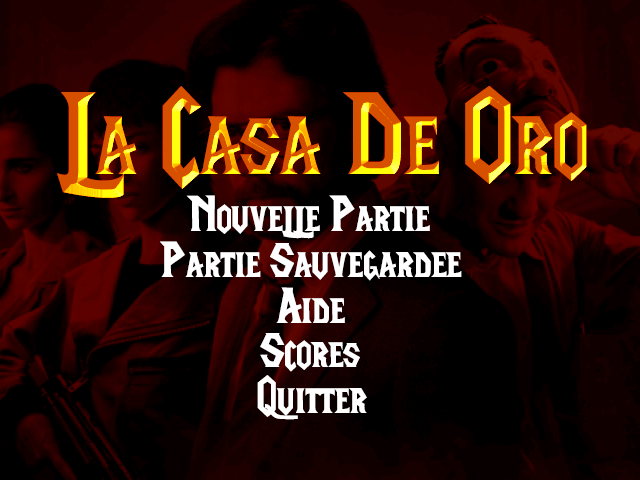 La Casa De Oro
Nouvelle Partie
Partie Sauvegardee
Aide
Scores
Quitter